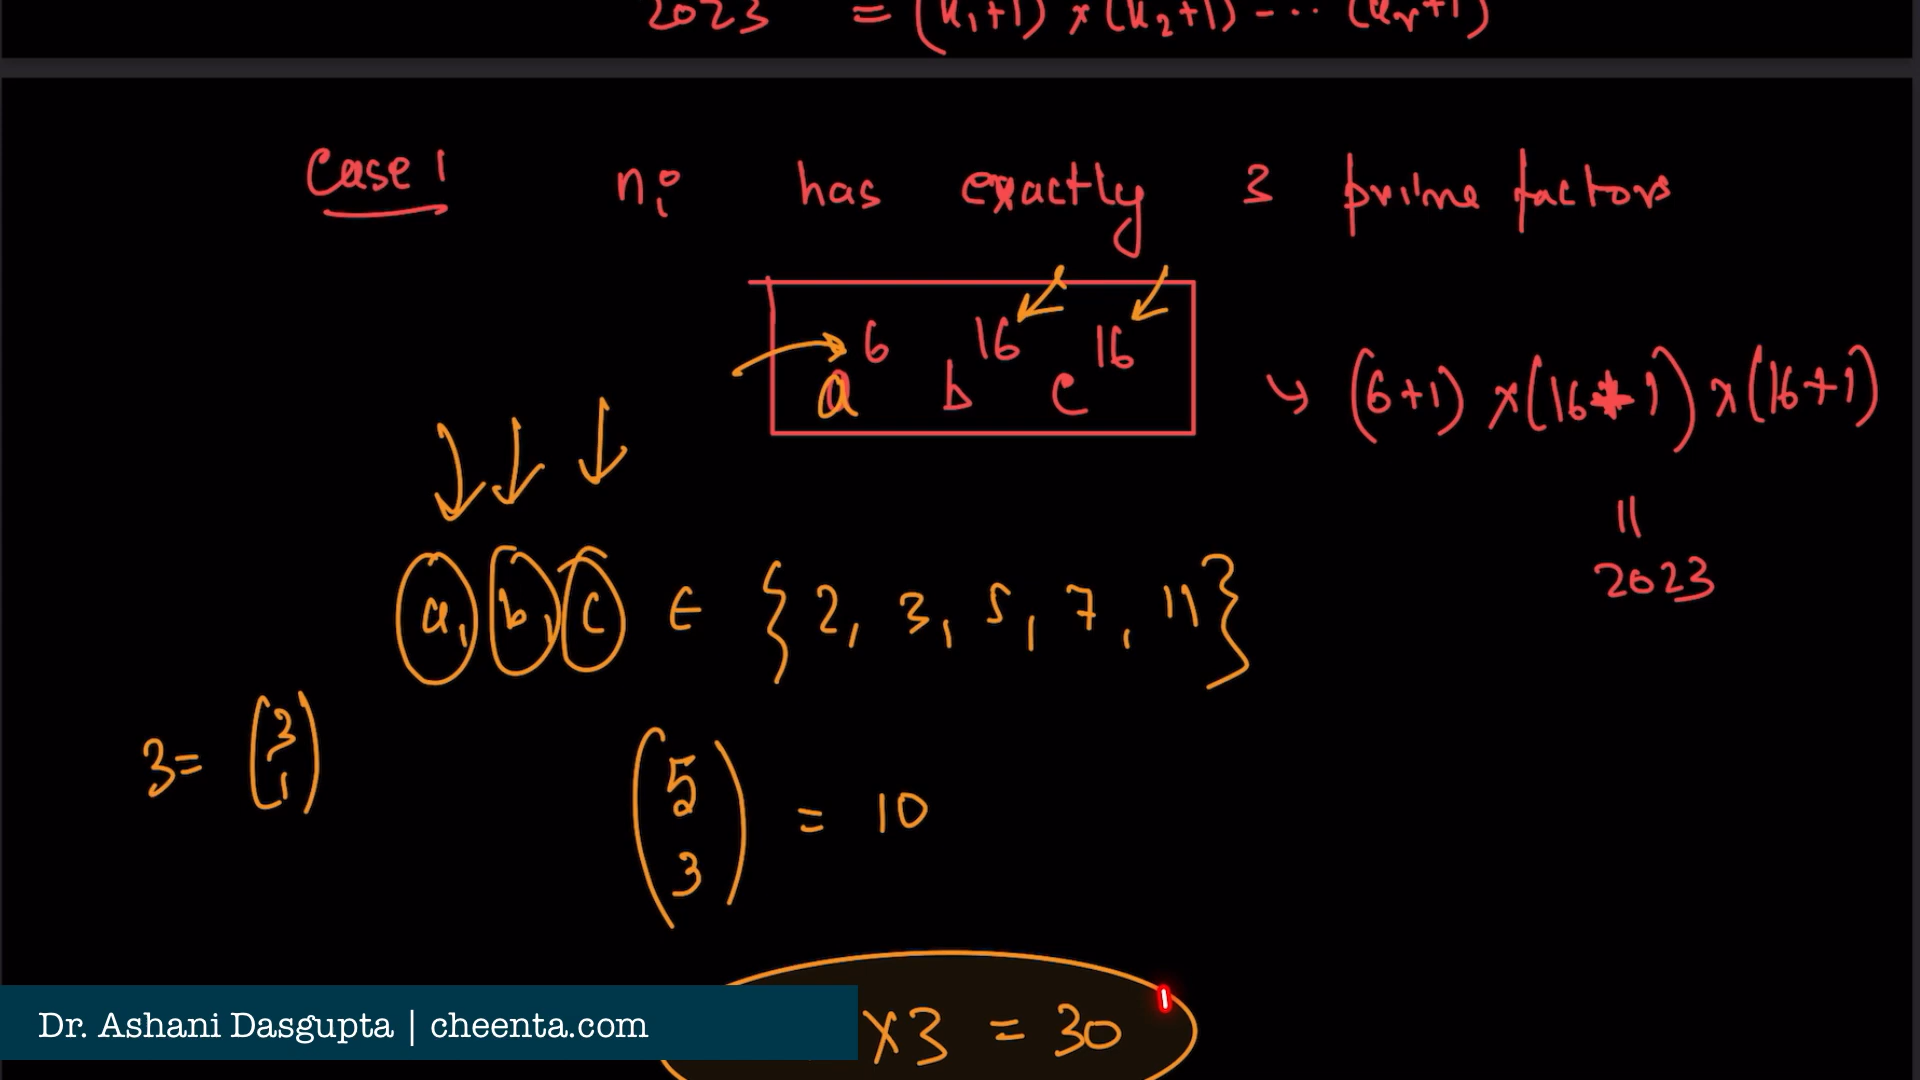 2023 = (k₁+1) × (k₂+1) - ... (kᵣ+1)
Case 1 nᵢ has exactly 3 prime factors
a⁶ b¹⁶ c¹⁶ ↳ (6+1) × (16+1) × (16+1)
||
2023
a, b, c ∈ {2, 3, 5, 7, 11}
3 = (3 1)
(5 3) = 10
×3 = 30
Dr. Ashani Dasgupta | cheenta.com